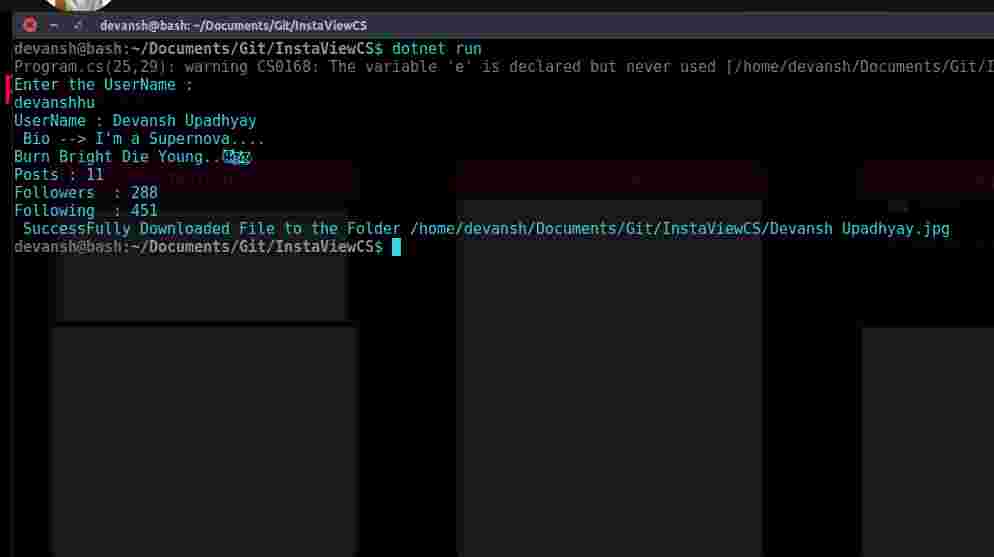 devansh@bash: ~/Documents/Git/InstaViewCS
devansh@bash:~/Documents/Git/InstaViewCS$ dotnet run
Program.cs(25,29): warning CS0168: The variable 'e' is declared but never used [/home/devansh/Documents/Git/I
Enter the UserName :
devanshhu
UserName : Devansh Upadhyay
Bio --> I'm a Supernova....
Burn Bright Die Young..
Posts : 11
Followers  : 288
Following  : 451
SuccessFully Downloaded File to the Folder /home/devansh/Documents/Git/InstaViewCS/Devansh Upadhyay.jpg
devansh@bash:~/Documents/Git/InstaViewCS$